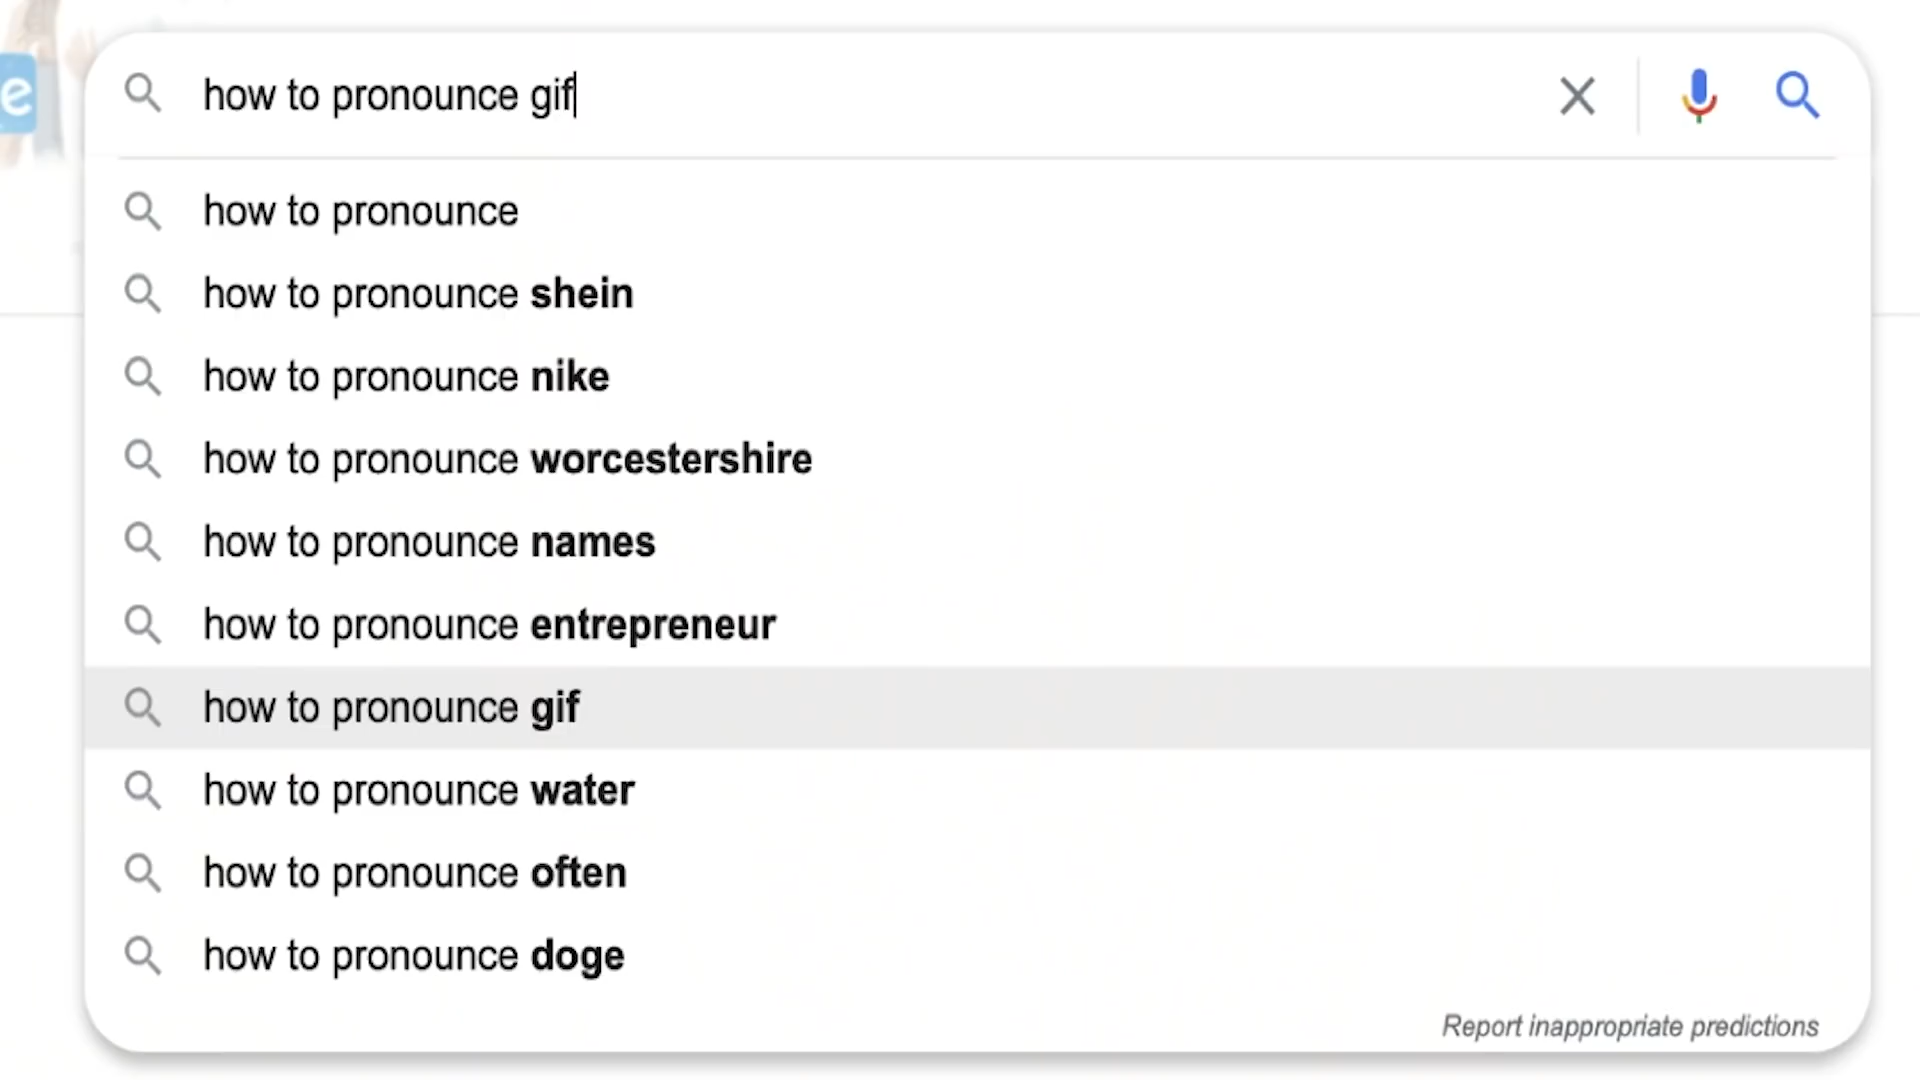 e
how to pronounce gif
how to pronounce
how to pronounce shein
how to pronounce nike
how to pronounce worcestershire
how to pronounce names
how to pronounce entrepreneur
how to pronounce gif
how to pronounce water
how to pronounce often
how to pronounce doge
Report inappropriate predictions